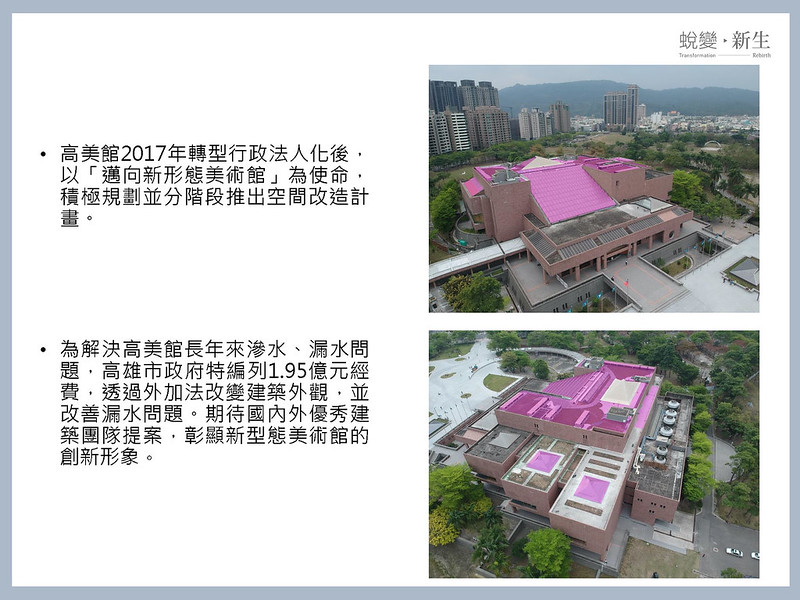 蛻變·新生
Transformation Rebirth
• 高美館2017年轉型行政法人化後，
以「邁向新形態美術館」為使命，
積極規劃並分階段推出空間改造計
畫。
• 為解決高美館長年來滲水、漏水問
題，高雄市政府特編列1.95億元經
費，透過外加法改變建築外觀，並
改善漏水問題。期待國內外優秀建
築團隊提案，彰顯新型態美術館的
創新形象。